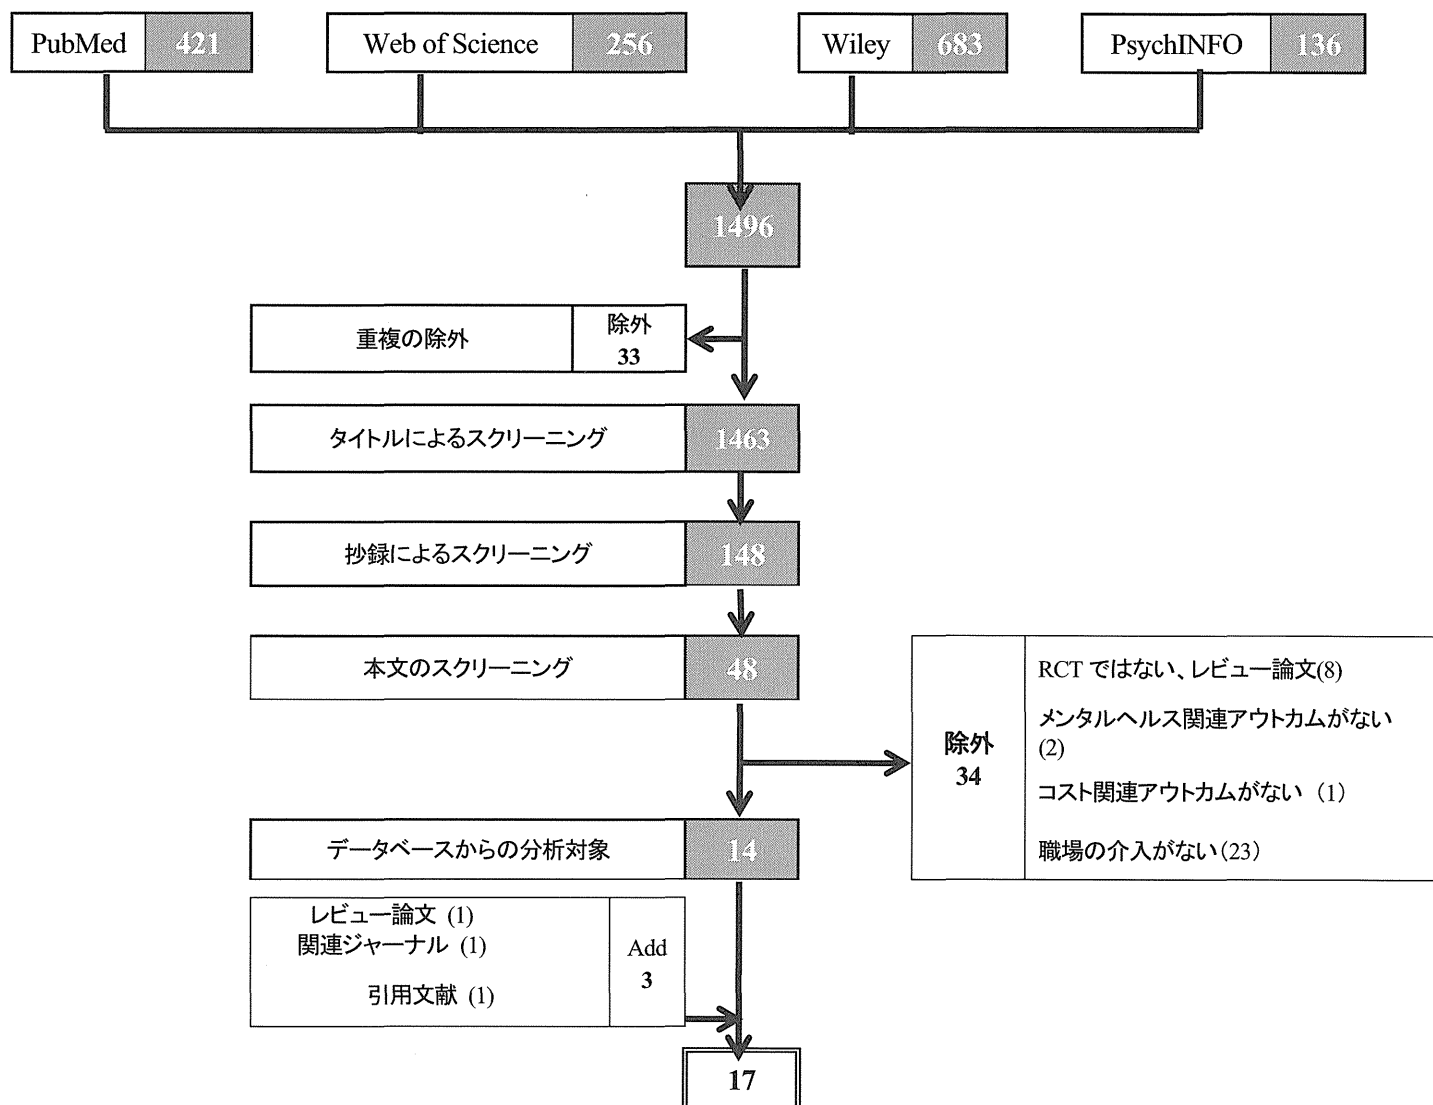 PubMed 421
Web of Science 256
Wiley 683
PsychINFO 136
1496
重複の除外
除外
33
タイトルによるスクリーニング 1463
抄録によるスクリーニング 148
本文のスクリーニング 48
除外
34
RCT ではない、レビュー論文(8)
メンタルヘルス関連アウトカムがない
(2)
コスト関連アウトカムがない （1）
職場の介入がない（23）
データベースからの分析対象 14
レビュー論文 (1)
関連ジャーナル (1)
引用文献 (1)
Add
3
17